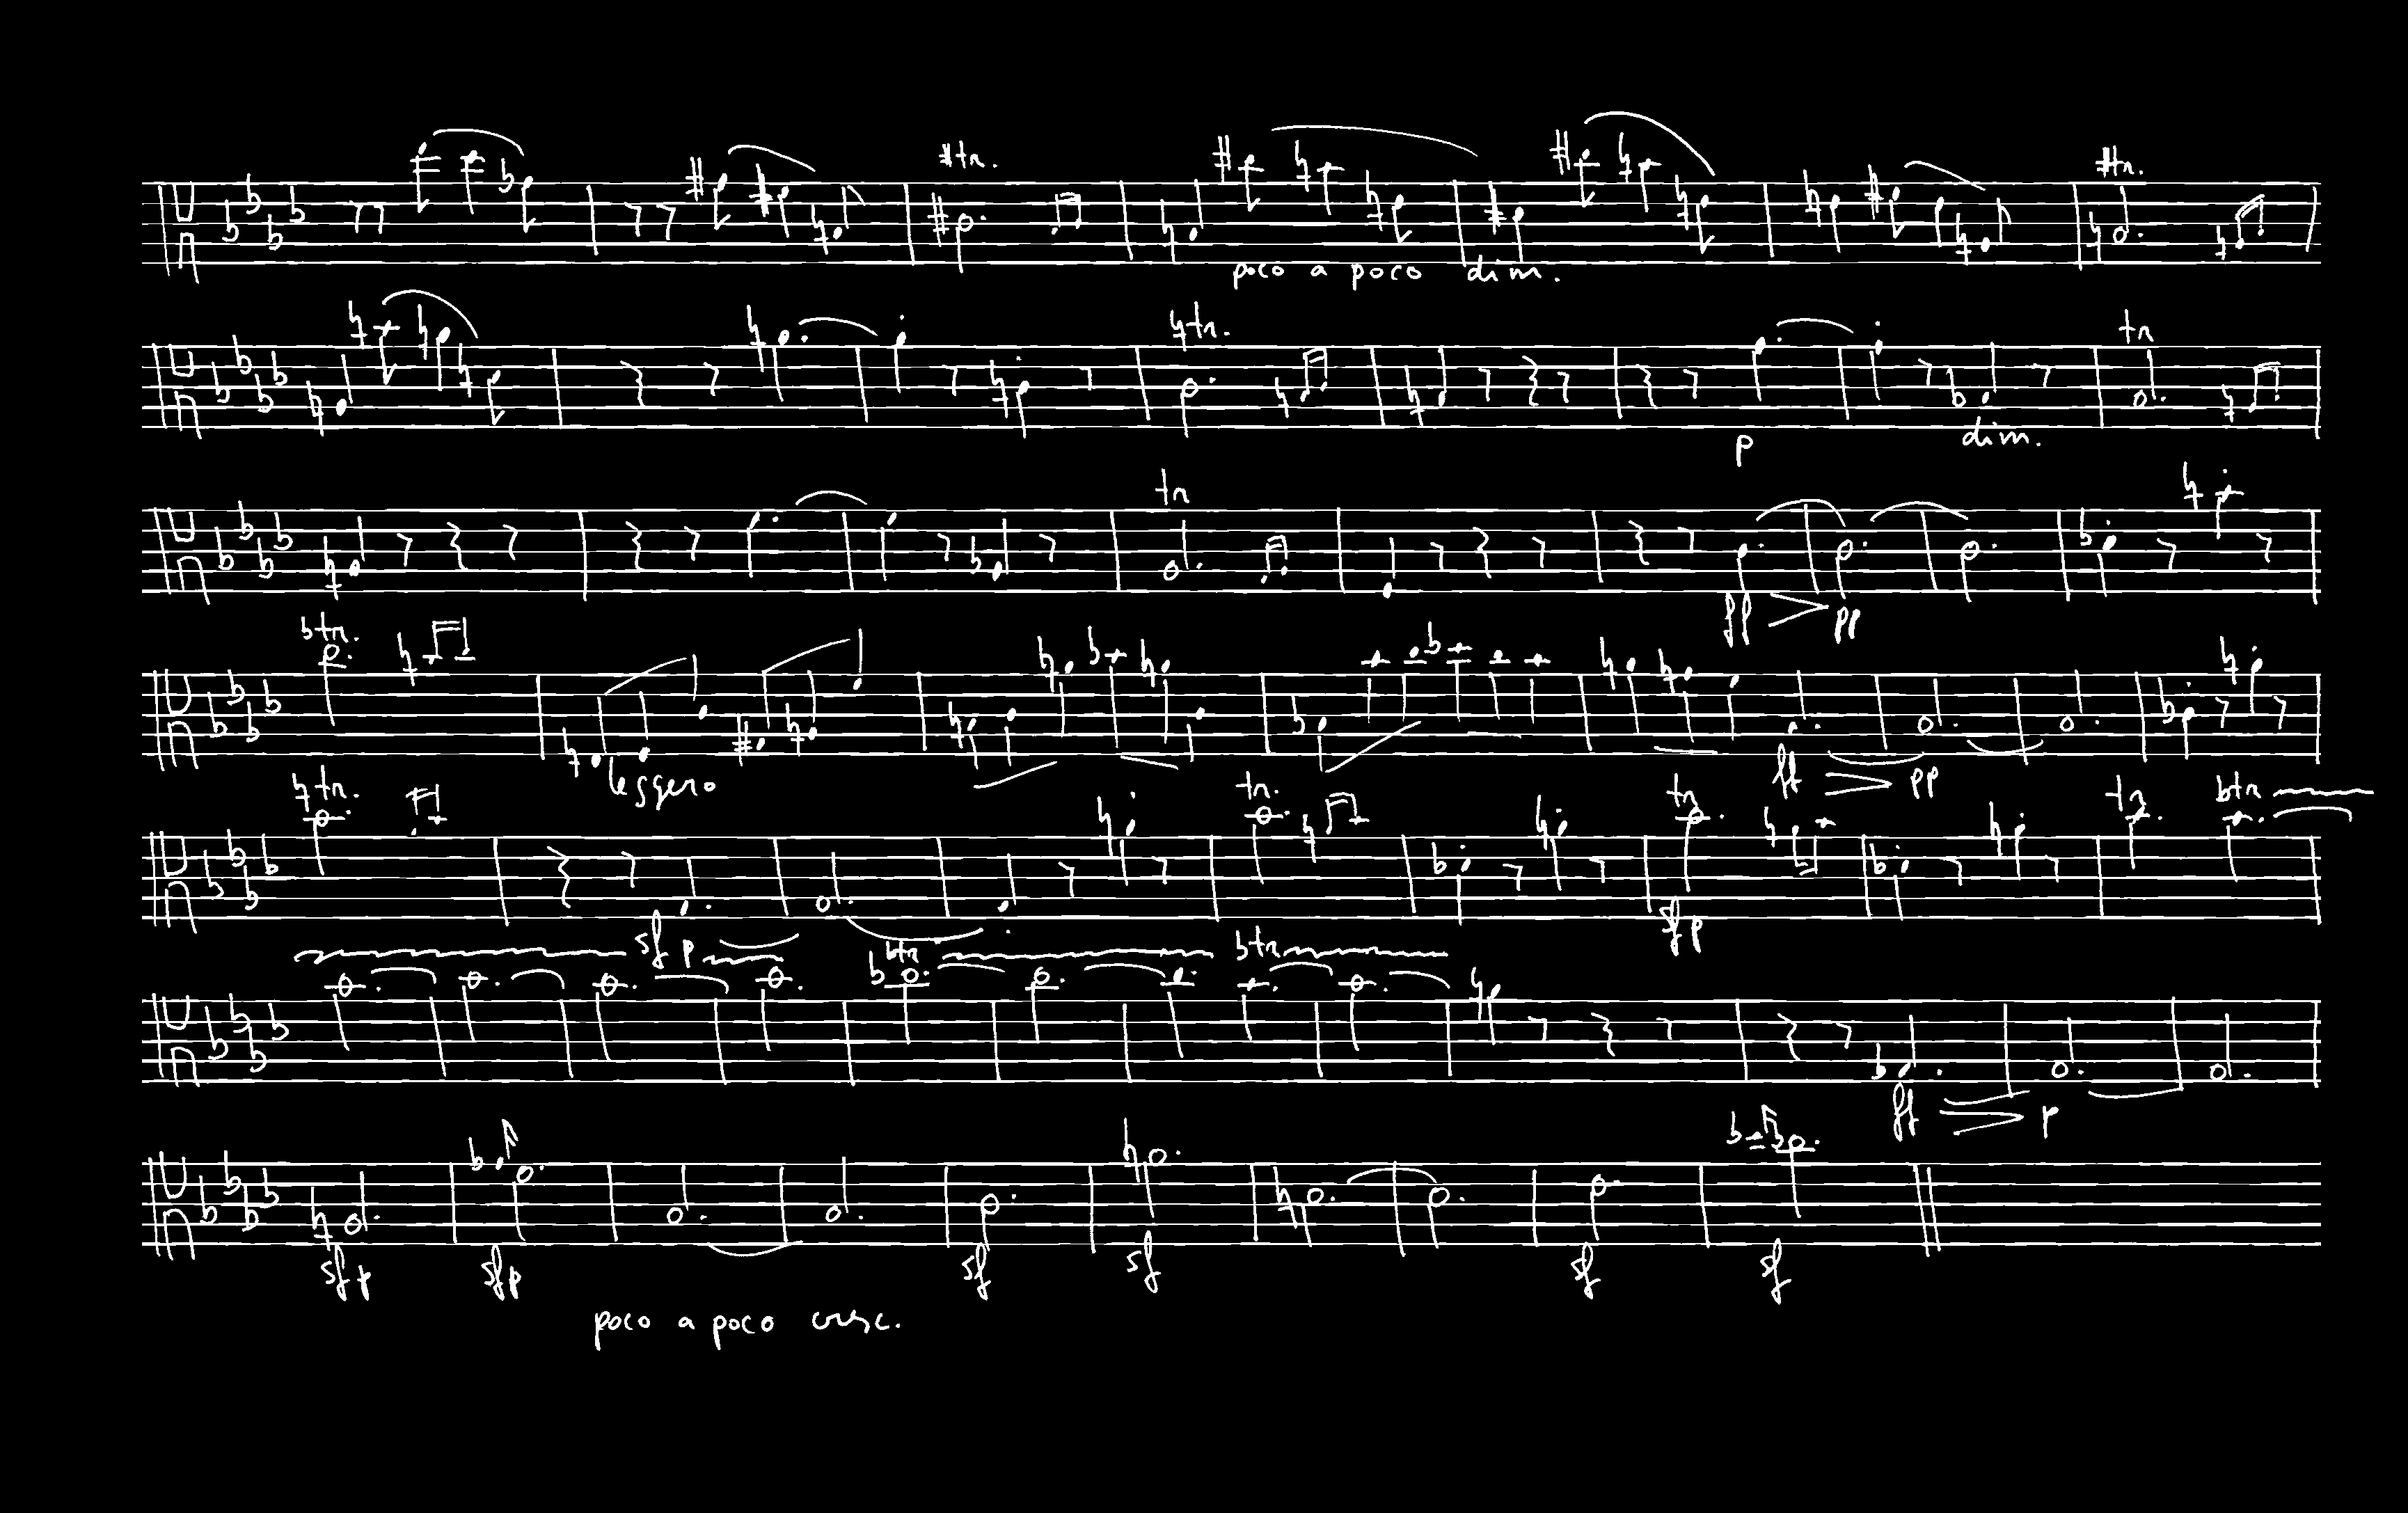 tr. tr.
poco a poco dim.
tr. tr
p dim.
tr
ff pp
tr.
leggero
ff pp
tr. tr. tr tr tr
sf p sfp
tr tr
ff p
sfp sfp sf sf sf sf
poco a poco cresc.